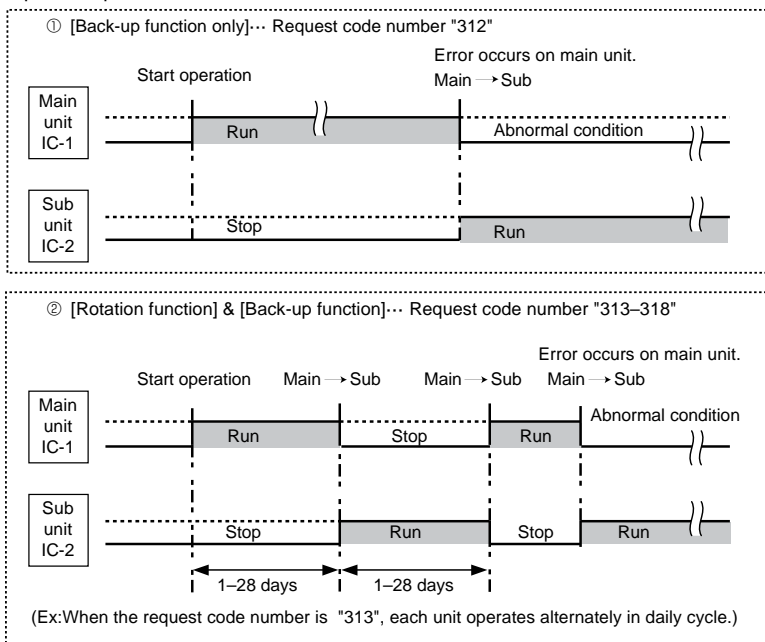 ① [Back-up function only]··· Request code number "312"
Error occurs on main unit.
Start operation
Main → Sub
Main
unit
IC-1
Run
Abnormal condition
Sub
unit
IC-2
Stop
Run
② [Rotation function] & [Back-up function]··· Request code number "313–318"
Error occurs on main unit.
Start operation Main → Sub Main → Sub Main → Sub
Main
unit
IC-1
Run
Stop
Run
Abnormal condition
Sub
unit
IC-2
Stop
Run
Stop
Run
1–28 days
1–28 days
(Ex:When the request code number is "313", each unit operates alternately in daily cycle.)